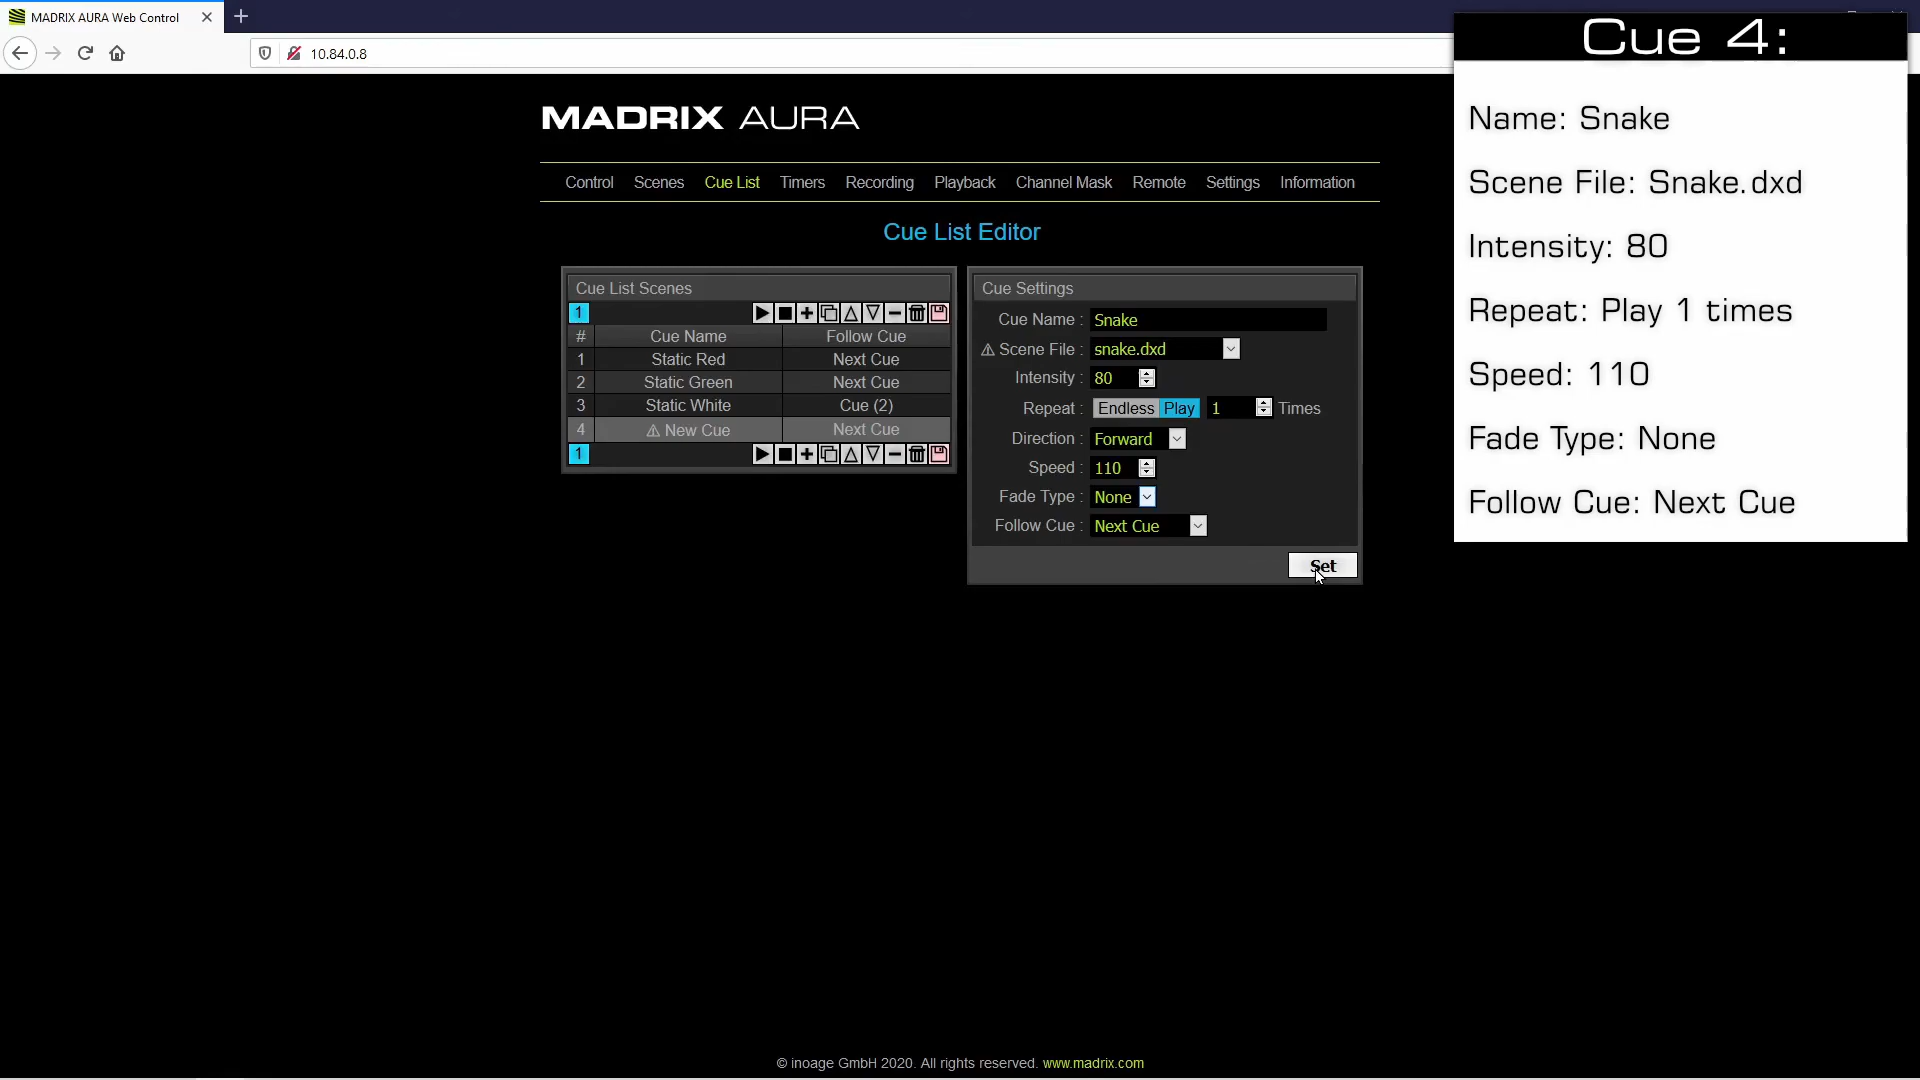 MADRIX AURA Web Control
10.84.0.8
Cue 4:
Name: Snake
Scene File: Snake.dxd
Intensity: 80
Repeat: Play 1 times
Speed: 110
Fade Type: None
Follow Cue: Next Cue
MADRIX AURA
Control Scenes Cue List Timers Recording Playback Channel Mask Remote Settings Information
Cue List Editor
Cue List Scenes
1
# Cue Name Follow Cue
1 Static Red Next Cue
2 Static Green Next Cue
3 Static White Cue (2)
4 New Cue Next Cue
1
Cue Settings
Cue Name : Snake
Scene File : snake.dxd
Intensity : 80
Repeat : Endless Play 1 Times
Direction : Forward
Speed : 110
Fade Type : None
Follow Cue : Next Cue
Set
© inoage GmbH 2020. All rights reserved. www.madrix.com